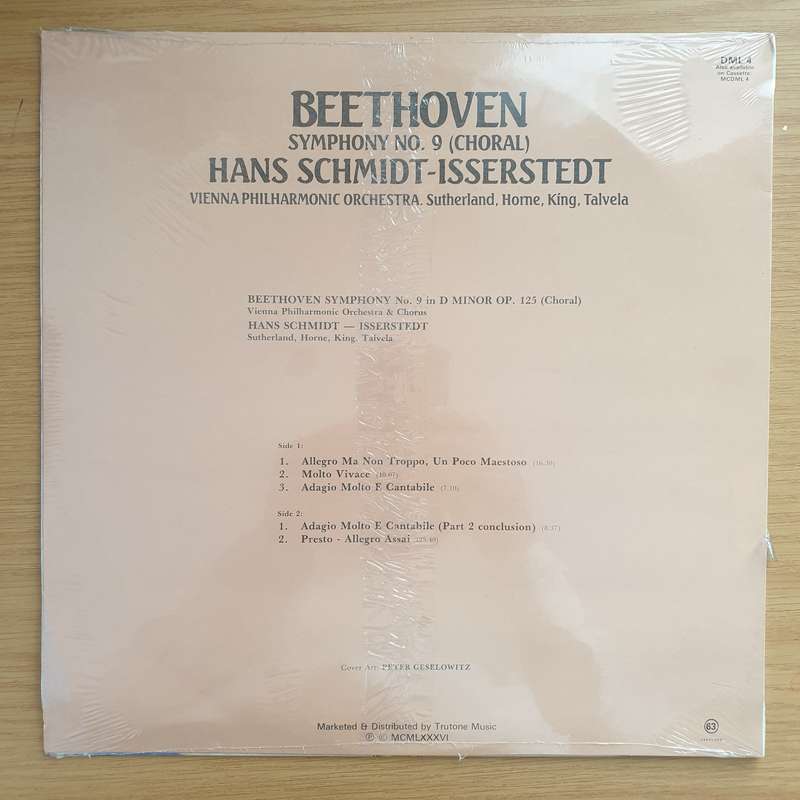 DML 4
Also available
on Cassette:
MCDML 4
BEETHOVEN
SYMPHONY NO. 9 (CHORAL)
HANS SCHMIDT-ISSERSTEDT
VIENNA PHILHARMONIC ORCHESTRA. Sutherland, Horne, King, Talvela
BEETHOVEN SYMPHONY No. 9 in D MINOR OP. 125 (Choral)
Vienna Philharmonic Orchestra & Chorus
HANS SCHMIDT — ISSERSTEDT
Sutherland, Horne, King, Talvela
Side 1:
1. Allegro Ma Non Troppo, Un Poco Maestoso
2. Molto Vivace
3. Adagio Molto E Cantabile
Side 2:
1. Adagio Molto E Cantabile (Part 2 conclusion) (8:37)
2. Presto - Allegro Assai
Cover Art: PETER GESELOWITZ
Marketed & Distributed by Trutone Music
Ⓟ © MCMLXXXVI
63